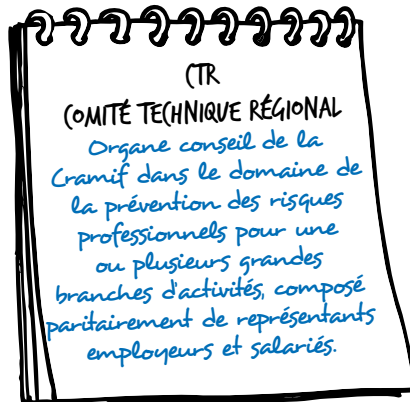 CTR
COMITÉ TECHNIQUE RÉGIONAL
Organe conseil de la
Cramif dans le domaine de
la prévention des risques
professionnels pour une
ou plusieurs grandes
branches d'activités, composé
paritairement de représentants
employeurs et salariés.